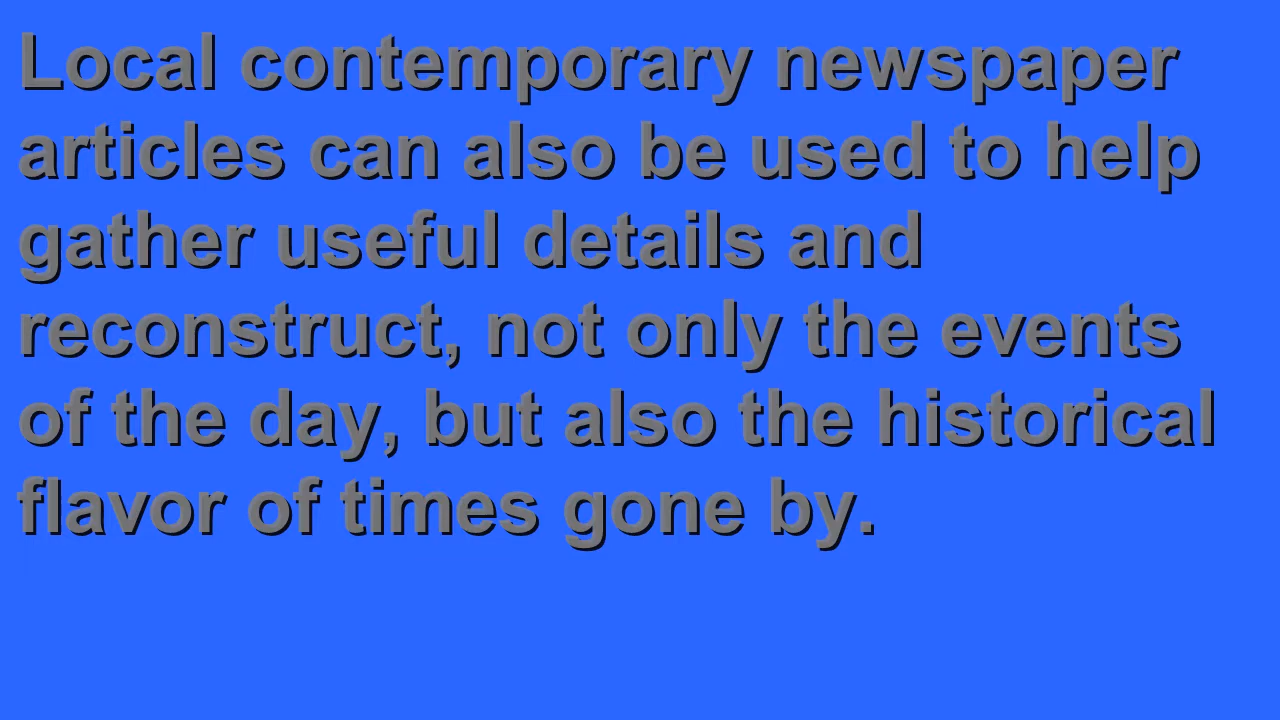 Local contemporary newspaper
articles can also be used to help
gather useful details and
reconstruct, not only the events
of the day, but also the historical
flavor of times gone by.